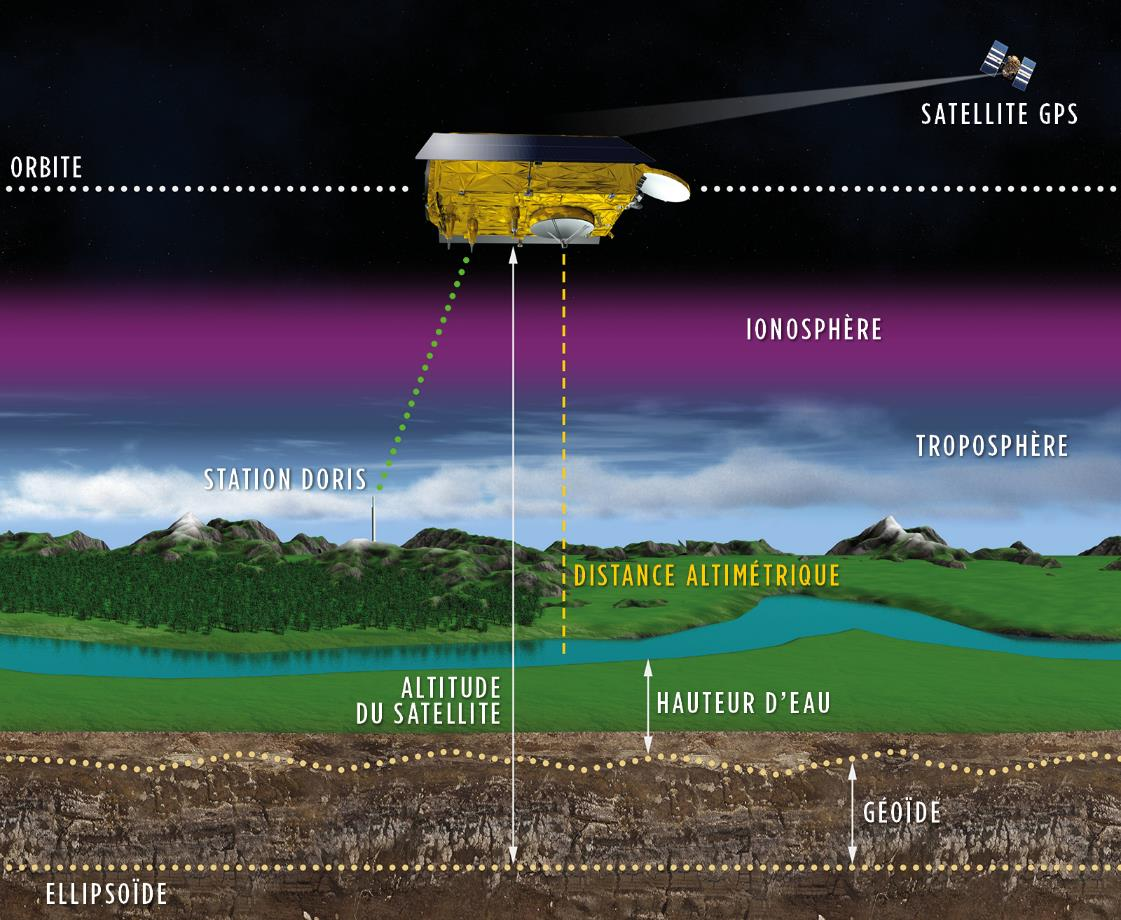 SATELLITE GPS
ORBITE
IONOSPHÈRE
TROPOSPHÈRE
STATION DORIS
DISTANCE ALTIMÉTRIQUE
ALTITUDE
DU SATELLITE
HAUTEUR D'EAU
GÉOÏDE
ELLIPSOÏDE